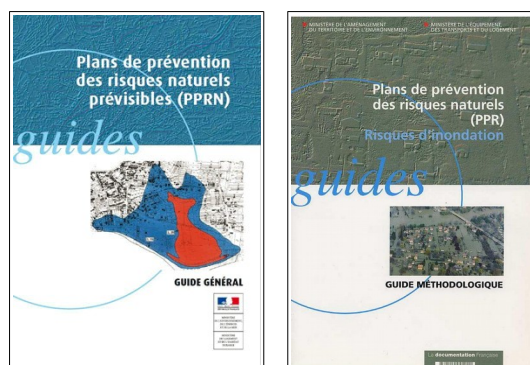 Plans de prévention
des risques naturels
prévisibles (PPRN)
guides
GUIDE GÉNÉRAL
MINISTÈRE DE L'AMÉNAGEMENT
DU TERRITOIRE ET DE L'ENVIRONNEMENT
MINISTÈRE DE L'ÉQUIPEMENT,
DES TRANSPORTS ET DU LOGEMENT
Plans de prévention
des risques naturels
(PPR)
Risques d'inondation
guides
GUIDE MÉTHODOLOGIQUE
La documentation Française